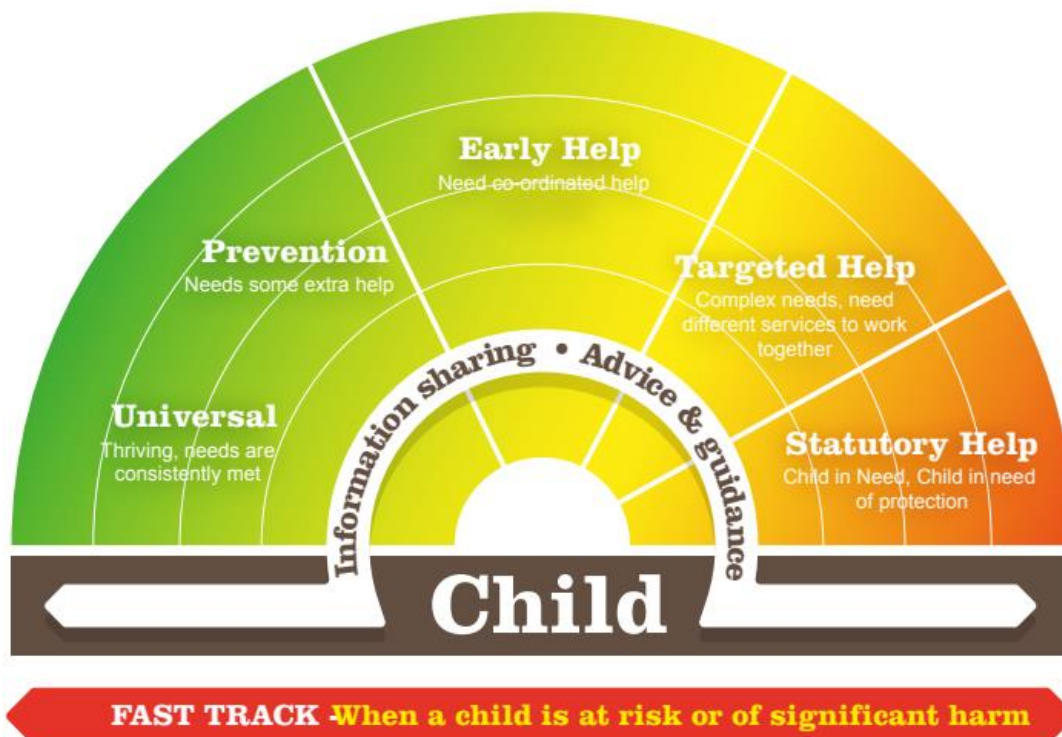 Early Help
Need co-ordinated help
Prevention
Needs some extra help
Targeted Help
Complex needs, need
different services to work
together
Universal
Thriving, needs are
consistently met
Statutory Help
Child in Need, Child in need
of protection
Information sharing • Advice & guidance
Child
FAST TRACK -When a child is at risk or of significant harm